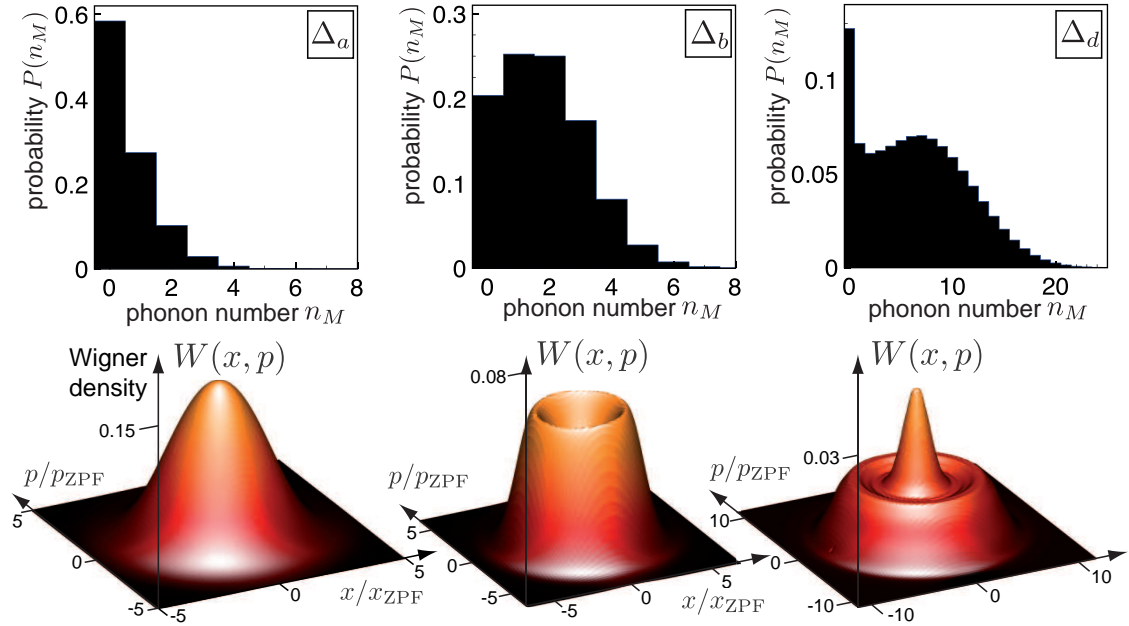 probability P(n_M)
0.6
0.4
0.2
0
Δ_a
0 2 4 6 8
phonon number n_M
probability P(n_M)
0.3
0.2
0.1
0
Δ_b
0 2 4 6 8
phonon number n_M
probability P(n_M)
0.1
0.05
0
Δ_d
0 10 20
phonon number n_M
Wigner
density
W(x, p)
0.15
p/p_ZPF
5
0
-5
-5
0
5
x/x_ZPF
W(x, p)
0.08
p/p_ZPF
5
0
-5
-5
0
5
x/x_ZPF
W(x, p)
0.03
p/p_ZPF
10
0
-10
-10
0
10